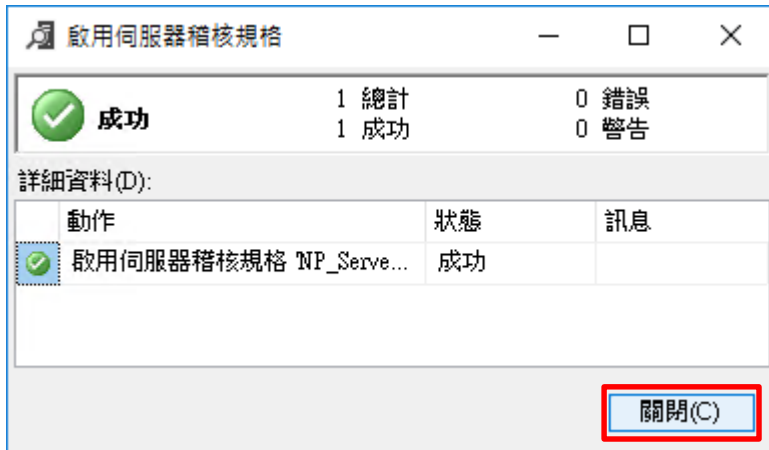 啟用伺服器稽核規格
成功
1 總計 0 錯誤
1 成功 0 警告
詳細資料(D):
動作 狀態 訊息
啟用伺服器稽核規格 'NP_Serve... 成功
關閉(C)